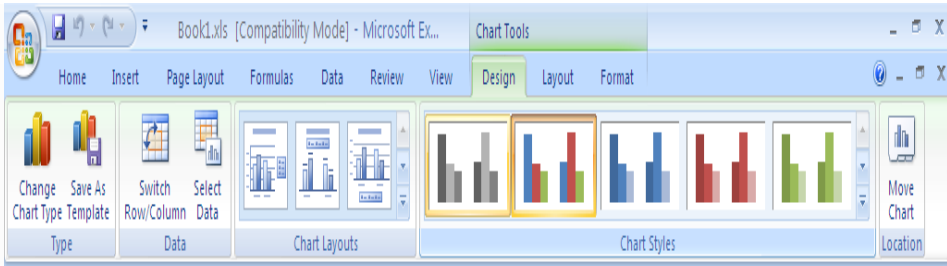 Book1.xls [Compatibility Mode] - Microsoft Ex... Chart Tools
Home Insert Page Layout Formulas Data Review View Design Layout Format
Change Chart Type
Save As Template
Switch Row/Column
Select Data
Move Chart
Type Data Chart Layouts Chart Styles Location